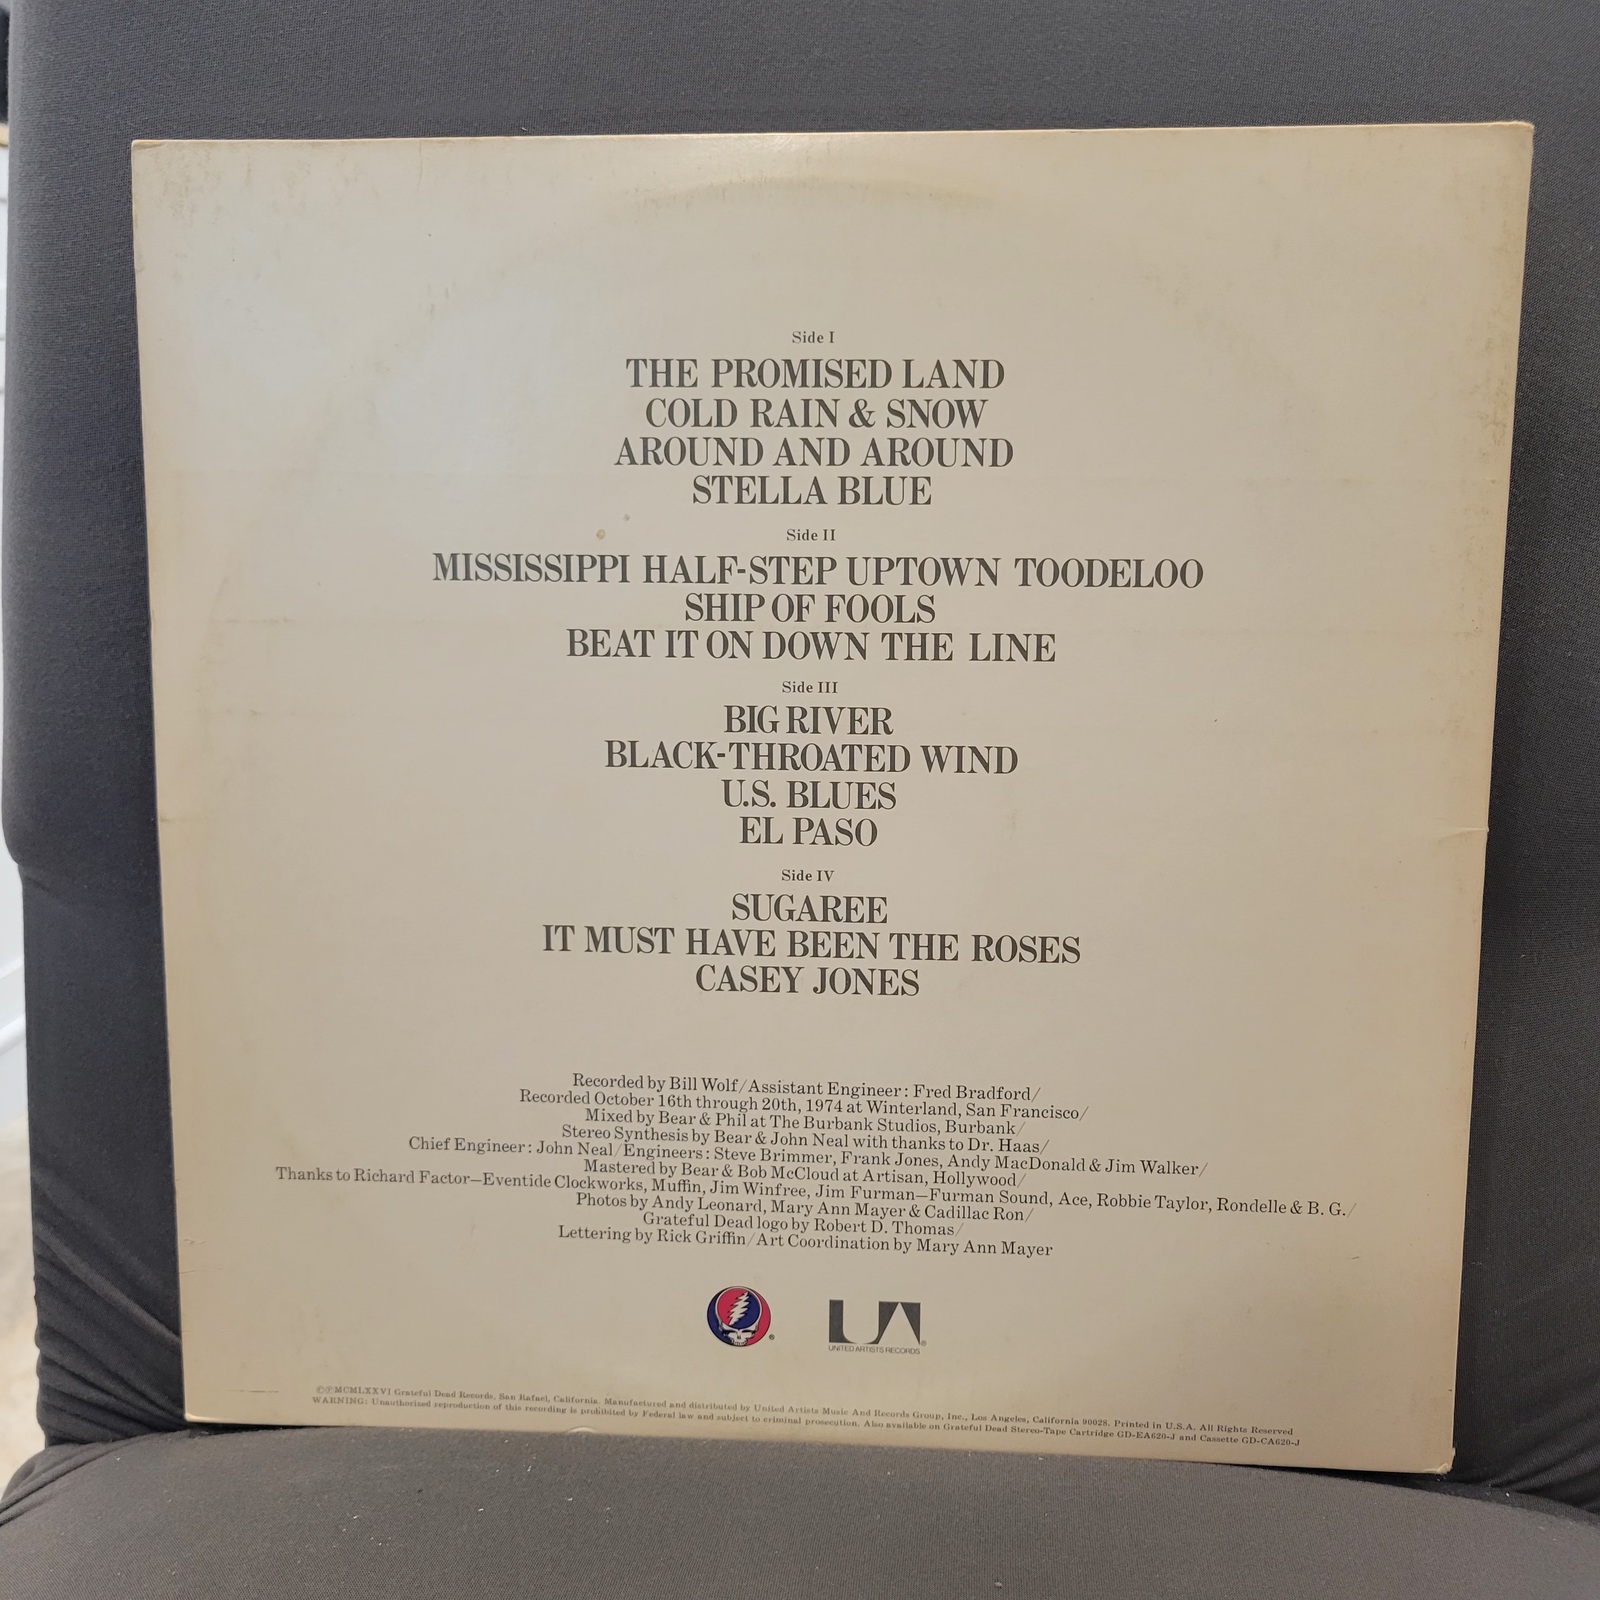 Side I
THE PROMISED LAND
COLD RAIN & SNOW
AROUND AND AROUND
STELLA BLUE
Side II
MISSISSIPPI HALF-STEP UPTOWN TOODELOO
SHIP OF FOOLS
BEAT IT ON DOWN THE LINE
Side III
BIG RIVER
BLACK-THROATED WIND
U.S. BLUES
EL PASO
Side IV
SUGAREE
IT MUST HAVE BEEN THE ROSES
CASEY JONES
Recorded by Bill Wolf/Assistant Engineer: Fred Bradford/
Recorded October 16th through 20th, 1974 at Winterland, San Francisco/
Mixed by Bear & Phil at The Burbank Studios, Burbank/
Stereo Synthesis by Bear & John Neal with thanks to Dr. Haas/
Chief Engineer: John Neal/Engineers: Steve Brimmer, Frank Jones, Andy MacDonald & Jim Walker/
Mastered by Bear & Bob McCloud at Artisan, Hollywood/
Thanks to Richard Factor—Eventide Clockworks, Muffin, Jim Winfree, Jim Furman—Furman Sound, Ace, Robbie Taylor, Rondelle & B. G./
Photos by Andy Leonard, Mary Ann Mayer & Cadillac Ron/
Grateful Dead logo by Robert D. Thomas/
Lettering by Rick Griffin/Art Coordination by Mary Ann Mayer
®
UA®
UNITED ARTISTS RECORDS
©℗MCMLXXVI Grateful Dead Records, San Rafael, California. Manufactured and distributed by United Artists Music And Records Group, Inc., Los Angeles, California 90028. Printed in U.S.A. All Rights Reserved
WARNING: Unauthorized reproduction of this recording is prohibited by Federal law and subject to criminal prosecution. Also available on Grateful Dead Stereo-Tape Cartridge GD-EA620-J and Cassette GD-CA620-J